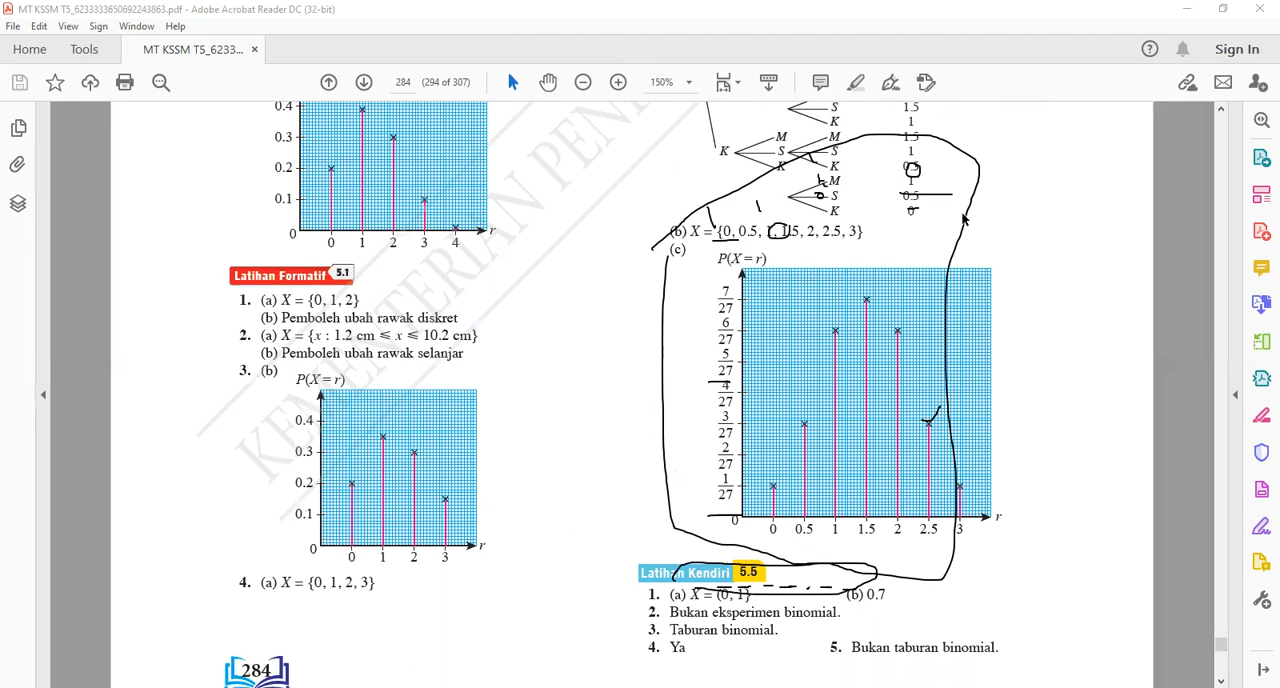 MT KSSM T5_6233333650692243863.pdf - Adobe Acrobat Reader DC (32-bit)
File Edit View Sign Window Help
Home Tools MT KSSM T5_6233... × Sign In
284 (294 of 307) 150%
0.4
0.3
0.2
0.1
0
0 1 2 3 4 r
Latihan Formatif 5.1
1. (a) X = {0, 1, 2}
(b) Pemboleh ubah rawak diskret
2. (a) X = {x : 1.2 cm ⩽ x ⩽ 10.2 cm}
(b) Pemboleh ubah rawak selanjar
3. (b)
P(X = r)
0.4
0.3
0.2
0.1
0
0 1 2 3 r
4. (a) X = {0, 1, 2, 3}
284
S 1.5
K 1
M M 1.5
K S S 1
K K 0.5
M 1
S 0.5
K 0
(b) X = {0, 0.5, 1, 1.5, 2, 2.5, 3}
(c)
P(X = r)
7/27
6/27
5/27
4/27
3/27
2/27
1/27
0
0 0.5 1 1.5 2 2.5 3 r
Latihan Kendiri 5.5
1. (a) X = {0, 1} (b) 0.7
2. Bukan eksperimen binomial.
3. Taburan binomial.
4. Ya 5. Bukan taburan binomial.
KEMENTERIAN PEN